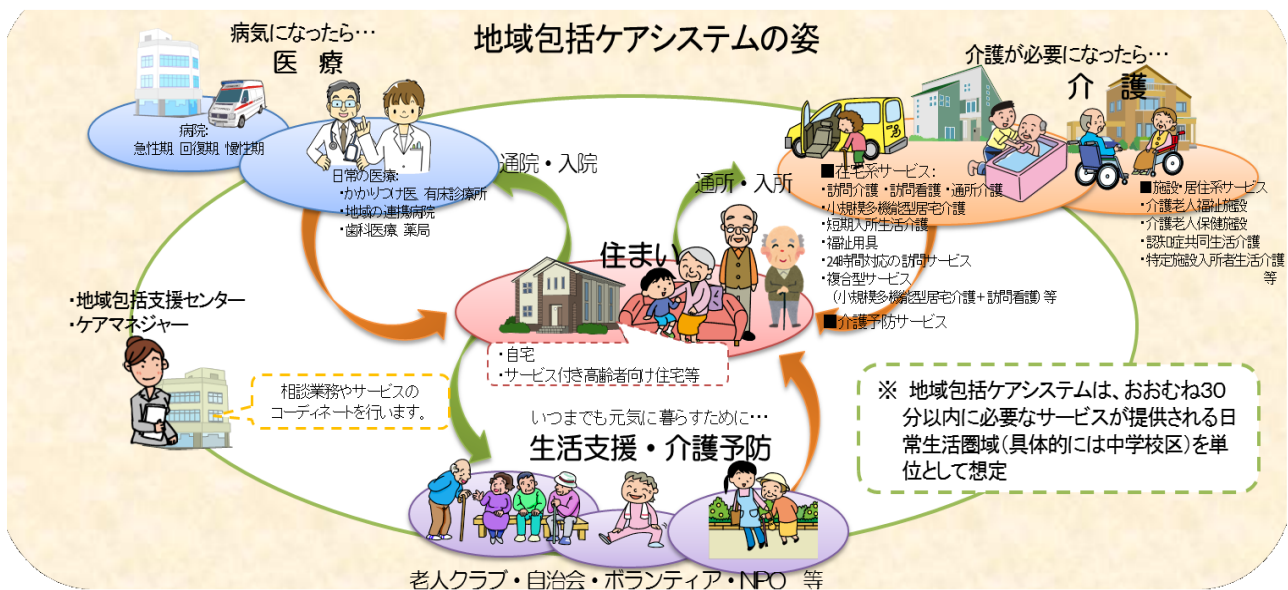 地域包括ケアシステムの姿
病気になったら…
医 療
病院:
急性期、回復期、慢性期
日常の医療:
・かかりつけ医、有床診療所
・地域の連携病院
・歯科医療、薬局
通院・入院
通所・入所
介護が必要になったら…
介 護
■在宅系サービス:
・訪問介護・訪問看護・通所介護
・小規模多機能型居宅介護
・短期入所生活介護
・福祉用具
・24時間対応の訪問サービス
・複合型サービス
(小規模多機能型居宅介護+訪問看護)等
■介護予防サービス
■施設・居住系サービス
・介護老人福祉施設
・介護老人保健施設
・認知症共同生活介護
・特定施設入所者生活介護
等
住まい
・自宅
・サービス付き高齢者向け住宅等
・地域包括支援センター
・ケアマネジャー
相談業務やサービスの
コーディネートを行います。
いつまでも元気に暮らすために…
生活支援・介護予防
老人クラブ・自治会・ボランティア・NPO 等
※ 地域包括ケアシステムは、おおむね30
分以内に必要なサービスが提供される日
常生活圏域(具体的には中学校区)を単
位として想定